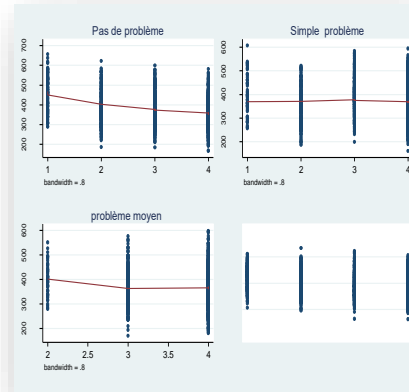 Pas de problème
700
600
500
400
300
200
1 2 3 4
bandwidth = .8
Simple problème
600
500
400
300
200
1 2 3 4
bandwidth = .8
problème moyen
600
500
400
300
200
2 2.5 3 3.5 4
bandwidth = .8